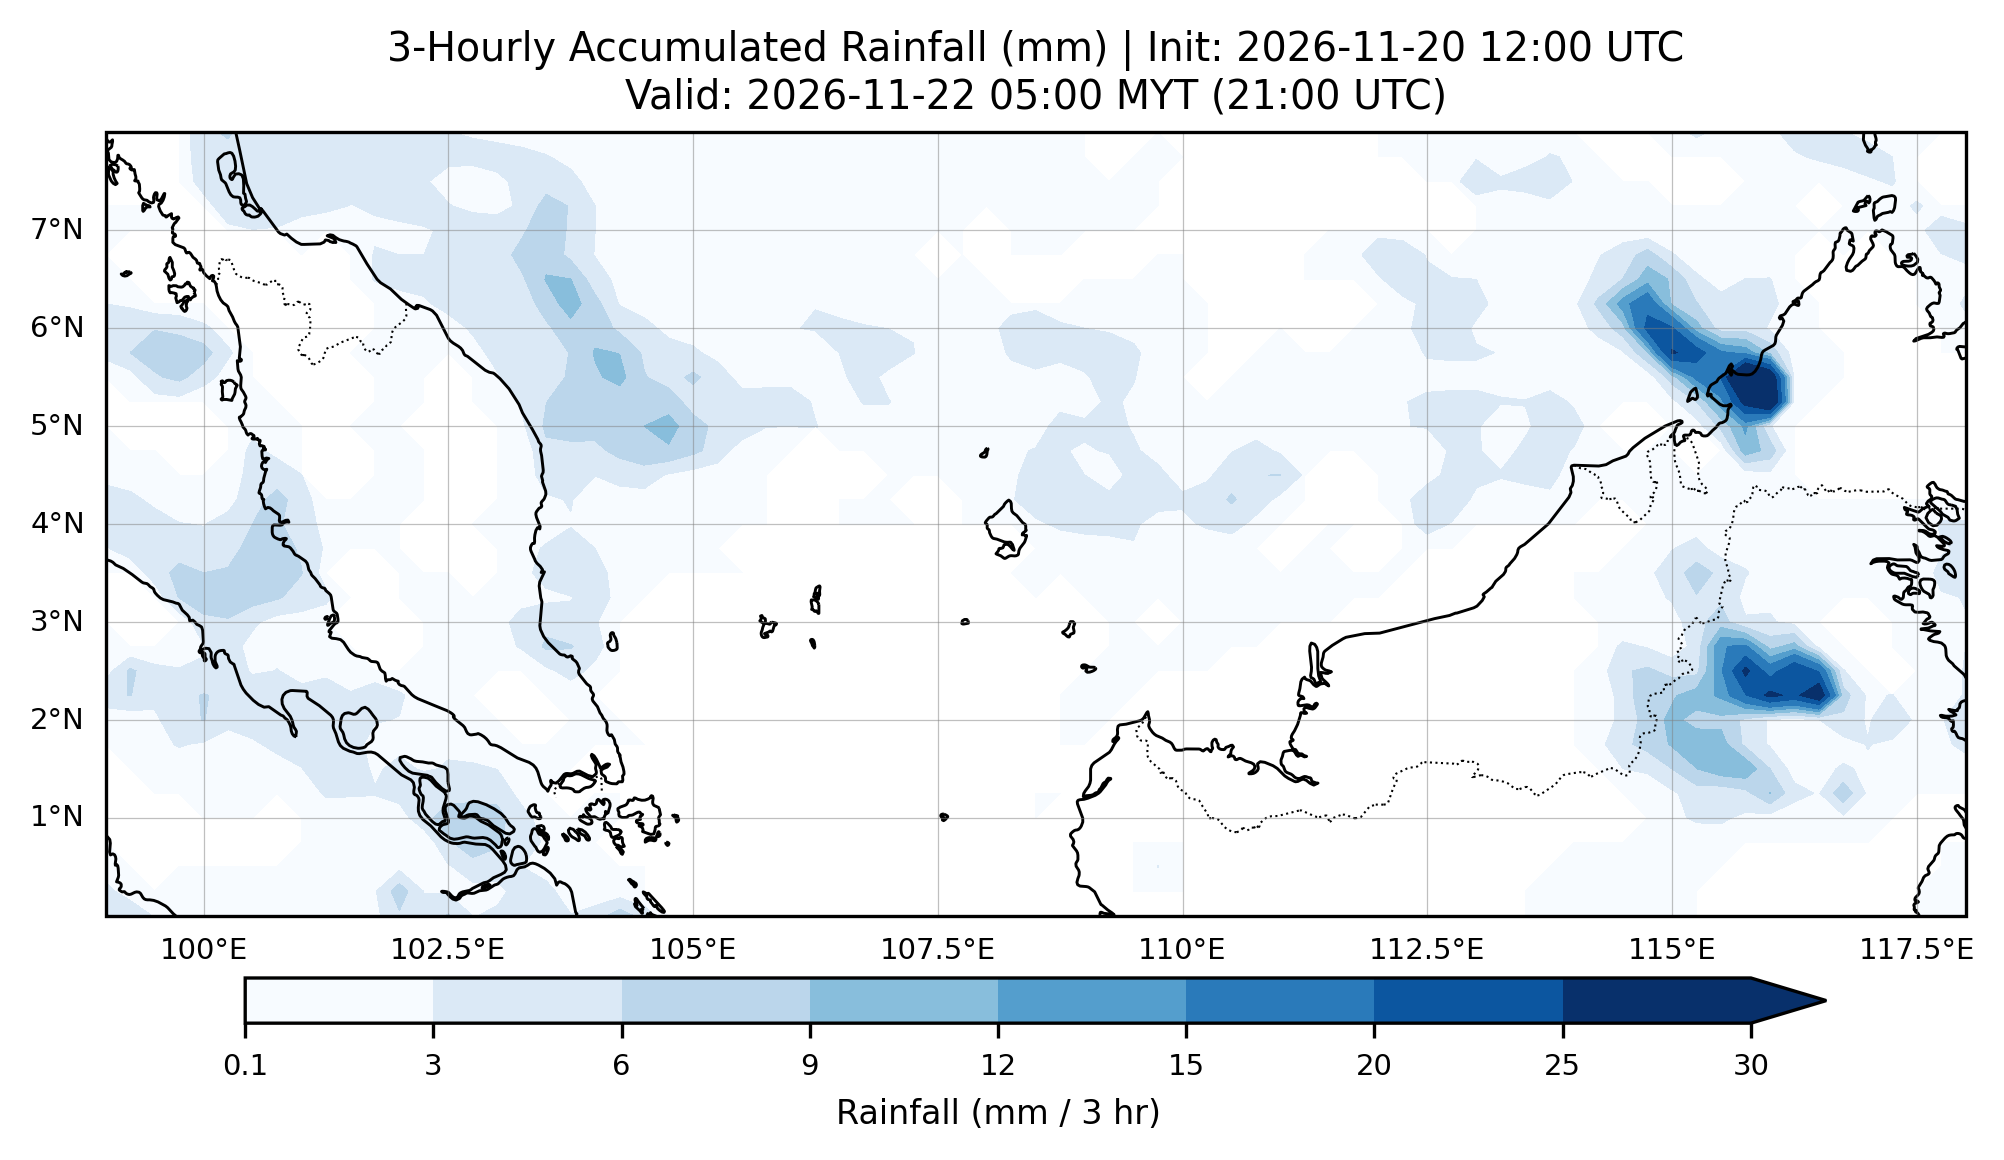 3-Hourly Accumulated Rainfall (mm) | Init: 2026-11-20 12:00 UTC
Valid: 2026-11-22 05:00 MYT (21:00 UTC)
7°N
6°N
5°N
4°N
3°N
2°N
1°N
100°E 102.5°E 105°E 107.5°E 110°E 112.5°E 115°E 117.5°E
0.1 3 6 9 12 15 20 25 30
Rainfall (mm / 3 hr)